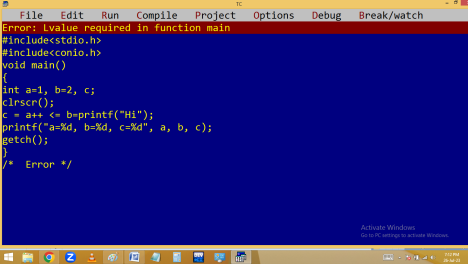 TC
File Edit Run Compile Project Options Debug Break/watch
Error: Lvalue required in function main
#include<stdio.h>
#include<conio.h>
void main()
{
int a=1, b=2, c;
clrscr();
c = a++ <= b=printf("Hi");
printf("a=%d, b=%d, c=%d", a, b, c);
getch();
}
/* Error */
Activate Windows
Go to PC settings to activate Windows.